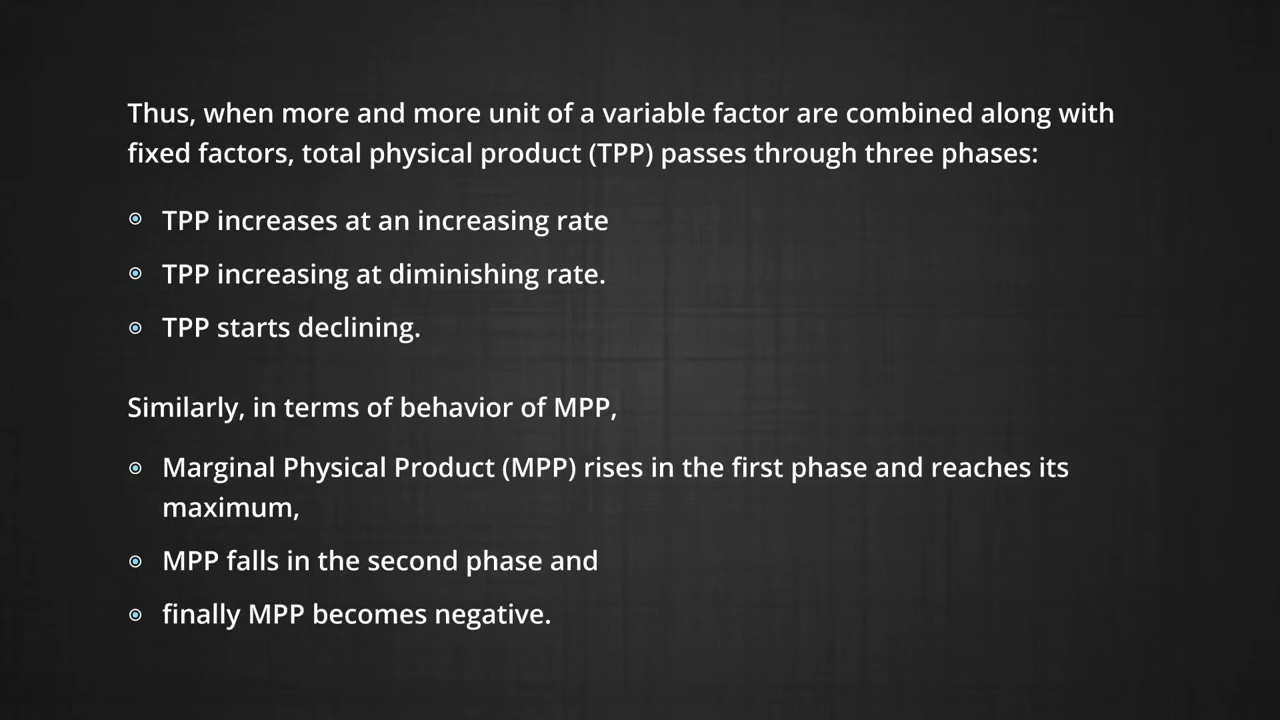 Thus, when more and more unit of a variable factor are combined along with
fixed factors, total physical product (TPP) passes through three phases:
TPP increases at an increasing rate
TPP increasing at diminishing rate.
TPP starts declining.
Similarly, in terms of behavior of MPP,
Marginal Physical Product (MPP) rises in the first phase and reaches its
maximum,
MPP falls in the second phase and
finally MPP becomes negative.